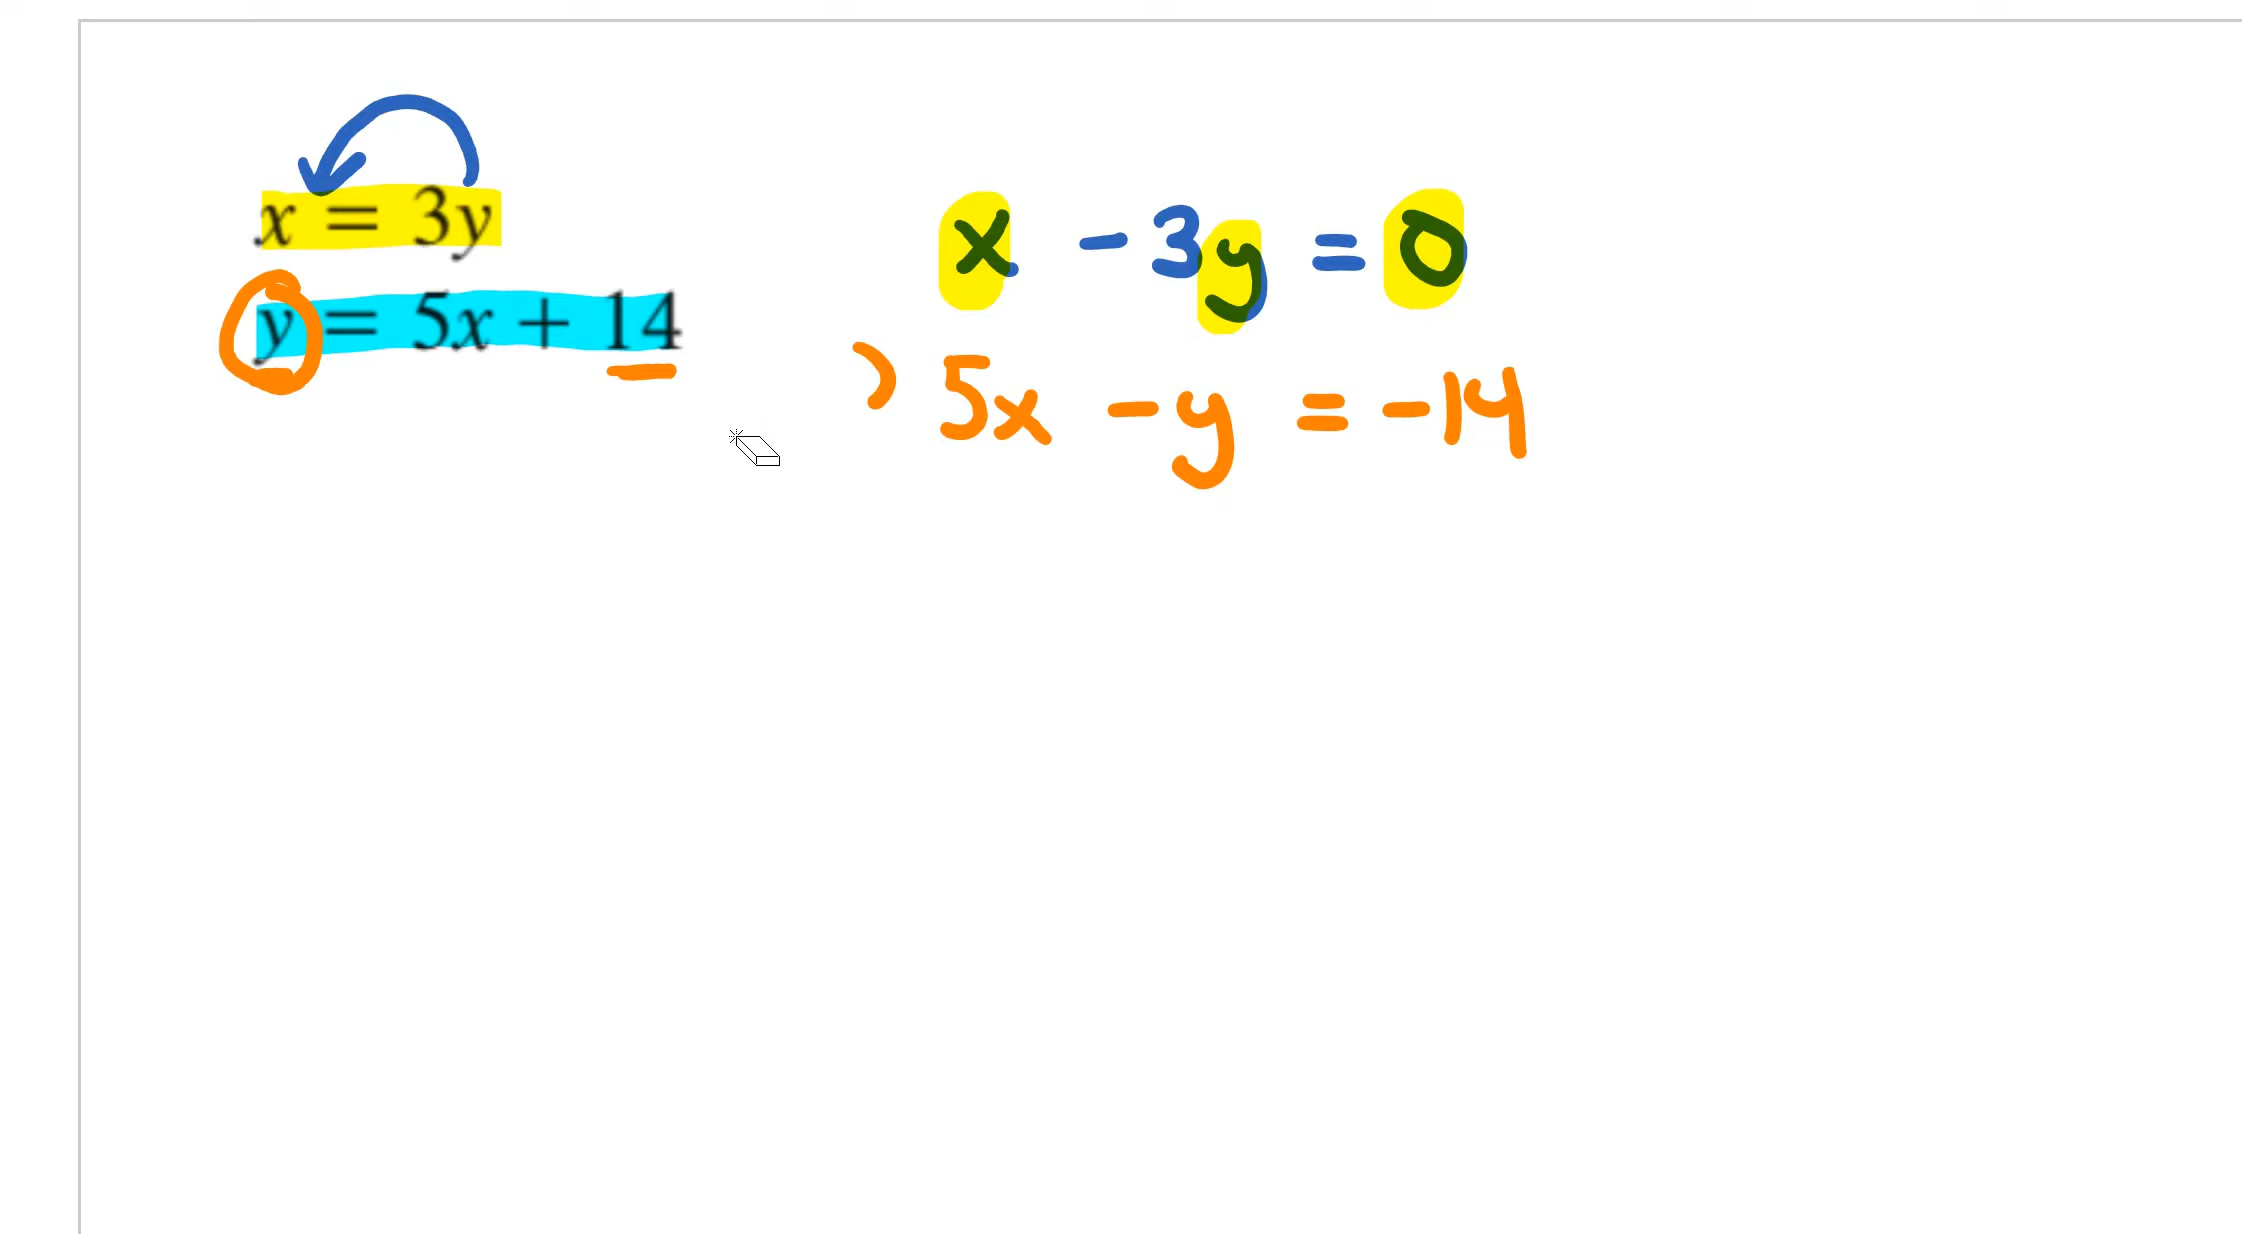 x = 3y
y = 5x + 14
x - 3y = 0
) 5x - y = -14